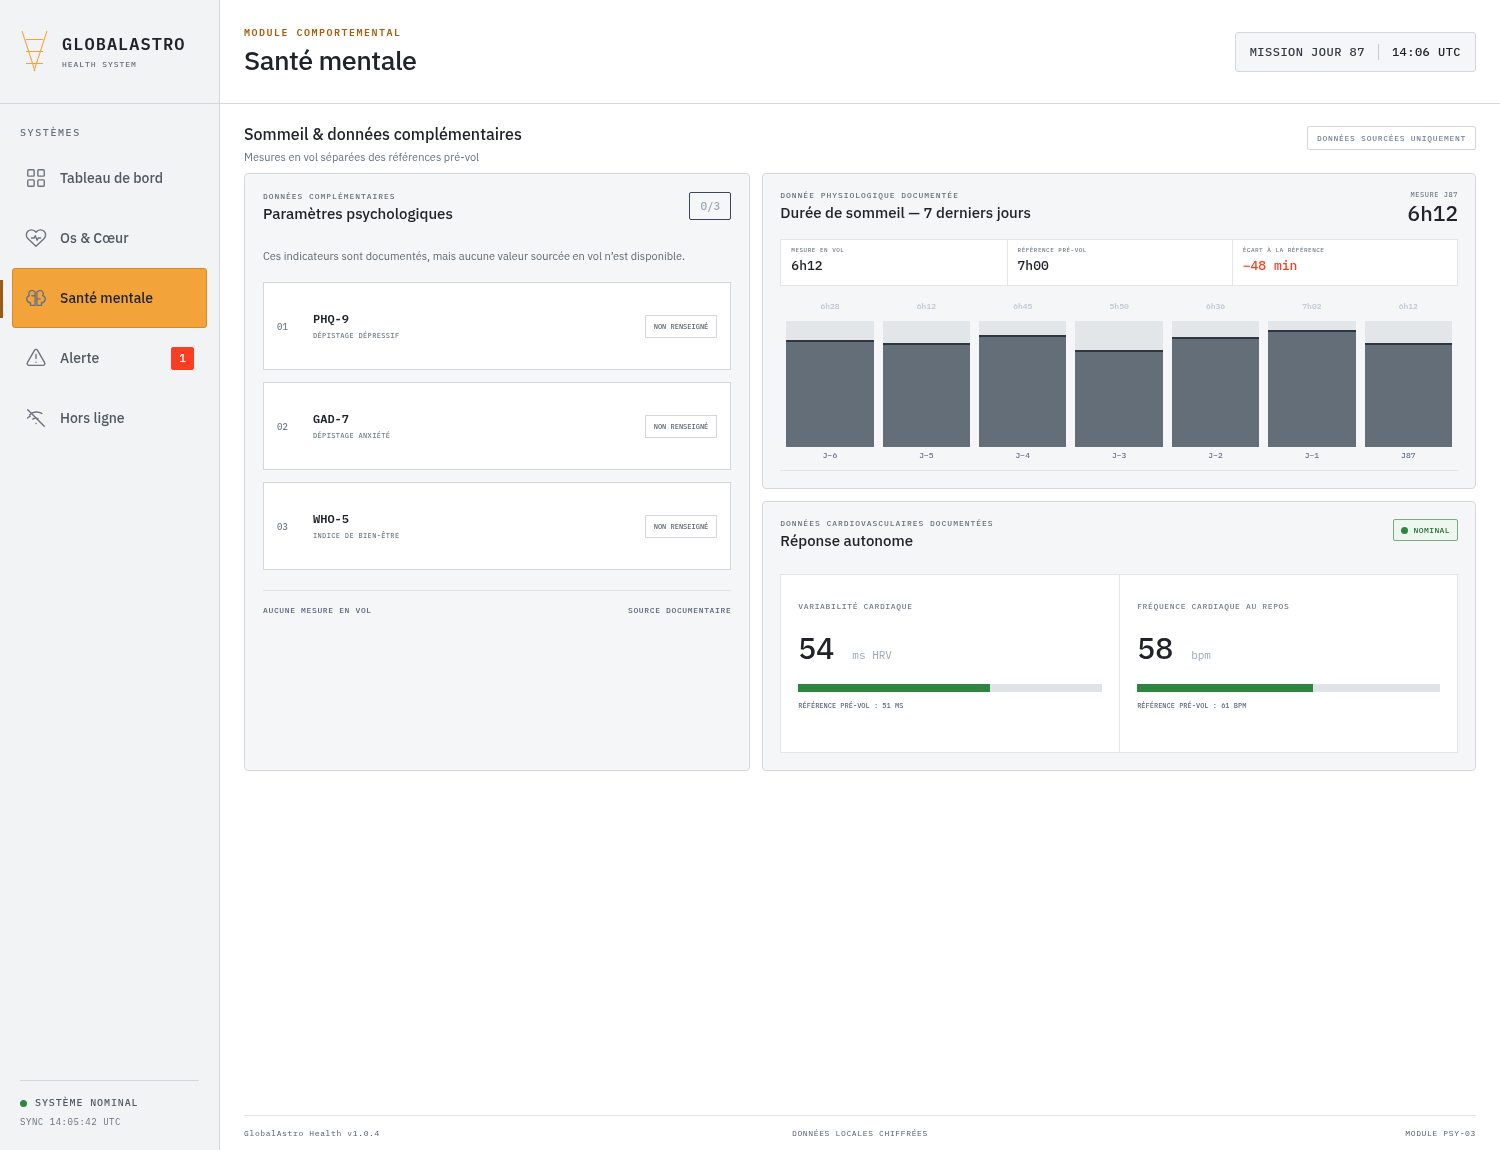 GLOBALASTRO
HEALTH SYSTEM
SYSTÈMES
Tableau de bord
Os & Cœur
Santé mentale
Alerte
1
Hors ligne
SYSTÈME NOMINAL
SYNC 14:05:42 UTC
MODULE COMPORTEMENTAL
Santé mentale
MISSION JOUR 87
14:06 UTC
Sommeil & données complémentaires
Mesures en vol séparées des références pré-vol
DONNÉES SOURCÉES UNIQUEMENT
DONNÉES COMPLÉMENTAIRES
Paramètres psychologiques
0/3
Ces indicateurs sont documentés, mais aucune valeur sourcée en vol n'est disponible.
01
PHQ-9
DÉPISTAGE DÉPRESSIF
NON RENSEIGNÉ
02
GAD-7
DÉPISTAGE ANXIÉTÉ
NON RENSEIGNÉ
03
WHO-5
INDICE DE BIEN-ÊTRE
NON RENSEIGNÉ
AUCUNE MESURE EN VOL
SOURCE DOCUMENTAIRE
DONNÉE PHYSIOLOGIQUE DOCUMENTÉE
Durée de sommeil — 7 derniers jours
MESURE J87
6h12
MESURE EN VOL
6h12
RÉFÉRENCE PRÉ-VOL
7h00
ÉCART À LA RÉFÉRENCE
−48 min
6h28 6h12 6h45 5h50 6h36 7h02 6h12
J−6 J−5 J−4 J−3 J−2 J−1 J87
DONNÉES CARDIOVASCULAIRES DOCUMENTÉES
Réponse autonome
NOMINAL
VARIABILITÉ CARDIAQUE
54 ms HRV
RÉFÉRENCE PRÉ-VOL : 51 MS
FRÉQUENCE CARDIAQUE AU REPOS
58 bpm
RÉFÉRENCE PRÉ-VOL : 61 BPM
GlobalAstro Health v1.0.4
DONNÉES LOCALES CHIFFRÉES
MODULE PSY-03